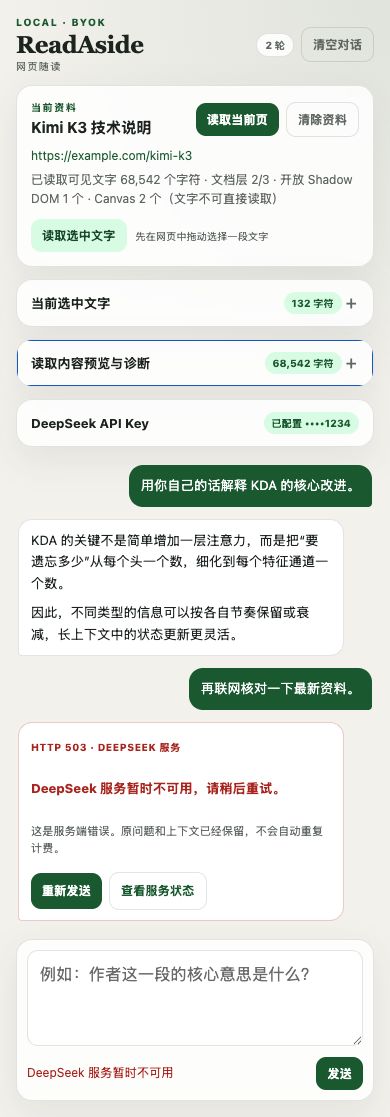 LOCAL · BYOK
ReadAside
网页随读
2 轮
清空对话
当前资料
Kimi K3 技术说明
读取当前页
清除资料
https://example.com/kimi-k3
已读取可见文字 68,542 个字符 · 文档层 2/3 · 开放 Shadow
DOM 1 个 · Canvas 2 个（文字不可直接读取）
读取选中文字
先在网页中拖动选择一段文字
当前选中文字
132 字符 +
读取内容预览与诊断
68,542 字符 +
DeepSeek API Key
已配置 ••••1234
用你自己的话解释 KDA 的核心改进。
KDA 的关键不是简单增加一层注意力，而是把“要
遗忘多少”从每个头一个数，细化到每个特征通道一
个数。
因此，不同类型的信息可以按各自节奏保留或衰
减，长上下文中的状态更新更灵活。
再联网核对一下最新资料。
HTTP 503 · DEEPSEEK 服务
DeepSeek 服务暂时不可用，请稍后重试。
这是服务端错误。原问题和上下文已经保留，不会自动重复
计费。
重新发送
查看服务状态
例如：作者这一段的核心意思是什么？
DeepSeek 服务暂时不可用
发送